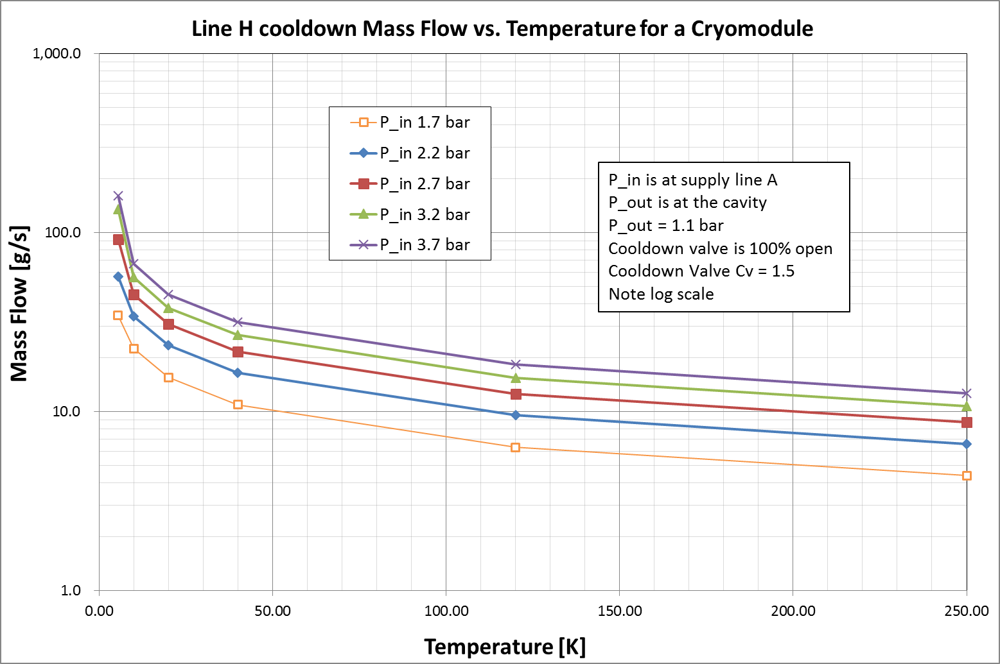 Line H cooldown Mass Flow vs. Temperature for a Cryomodule
1,000.0
100.0
10.0
1.0
Mass Flow [g/s]
P_in 1.7 bar
P_in 2.2 bar
P_in 2.7 bar
P_in 3.2 bar
P_in 3.7 bar
P_in is at supply line A
P_out is at the cavity
P_out = 1.1 bar
Cooldown valve is 100% open
Cooldown Valve Cv = 1.5
Note log scale
0.00 50.00 100.00 150.00 200.00 250.00
Temperature [K]